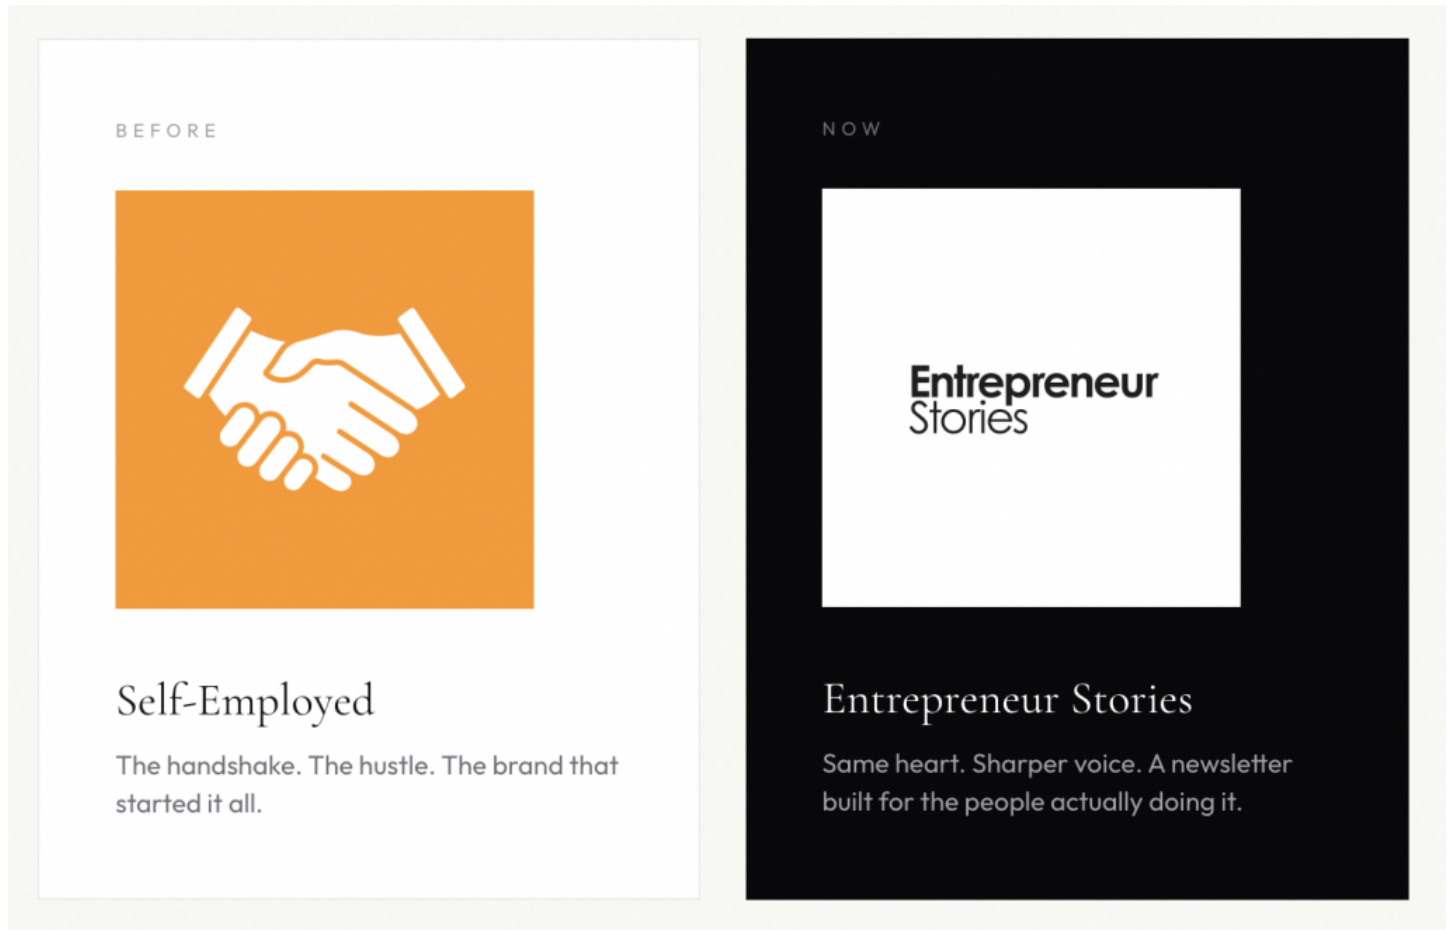 BEFORE
Self-Employed
The handshake. The hustle. The brand that
started it all.
NOW
Entrepreneur
Stories
Entrepreneur Stories
Same heart. Sharper voice. A newsletter
built for the people actually doing it.